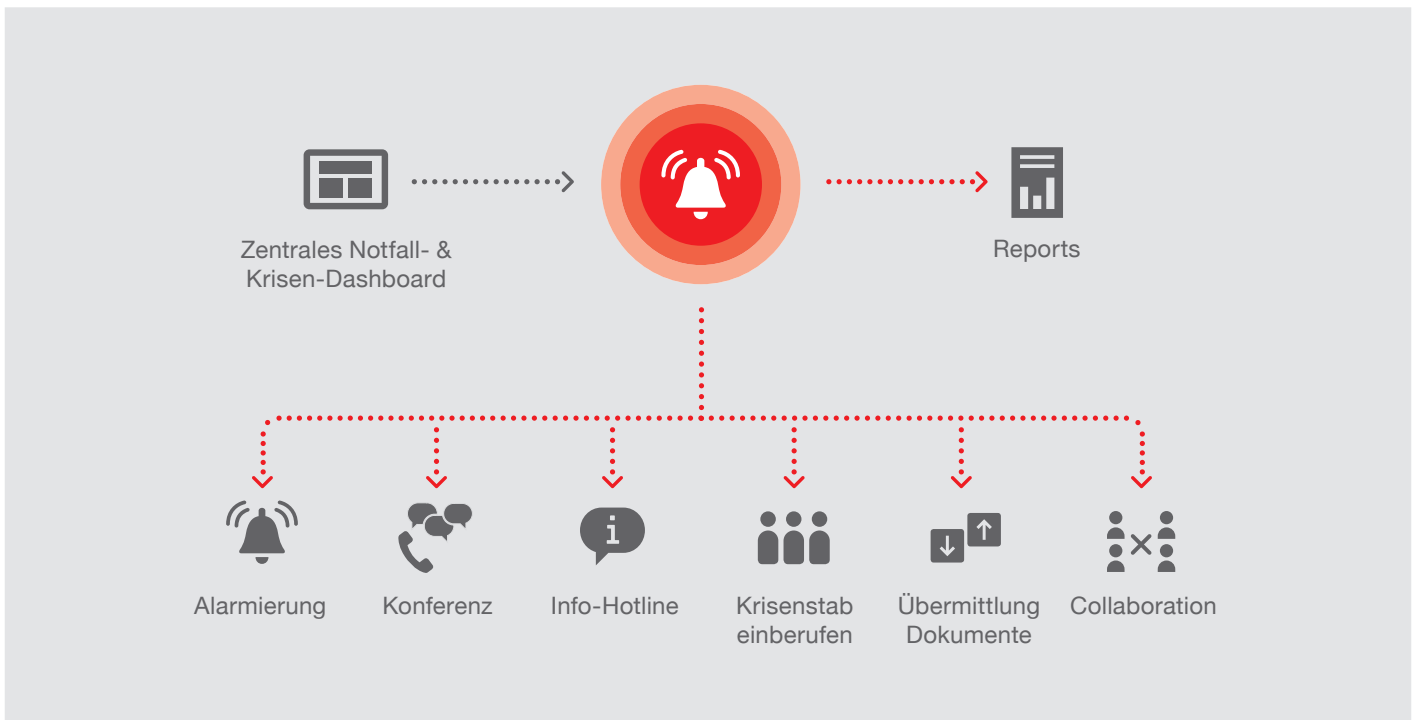 Zentrales Notfall- &
Krisen-Dashboard
Reports
Alarmierung
Konferenz
Info-Hotline
Krisenstab
einberufen
Übermittlung
Dokumente
Collaboration